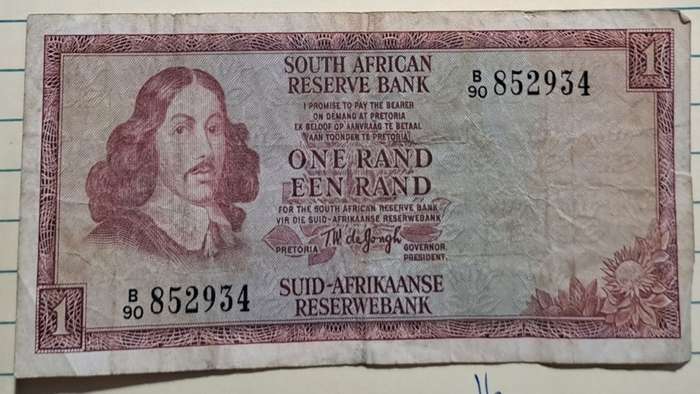 SOUTH AFRICAN
RESERVE BANK
B/90 852934
1
I PROMISE TO PAY THE BEARER
ON DEMAND AT PRETORIA
EK BELOOF OP AANVRAAG TE BETAAL
AAN TOONDER TE PRETORIA
ONE RAND
EEN RAND
FOR THE SOUTH AFRICAN RESERVE BANK
VIR DIE SUID-AFRIKAANSE RESERWEBANK
PRETORIA
TW de Jongh
GOVERNOR
PRESIDENT.
1
B/90 852934
SUID-AFRIKAANSE
RESERWEBANK